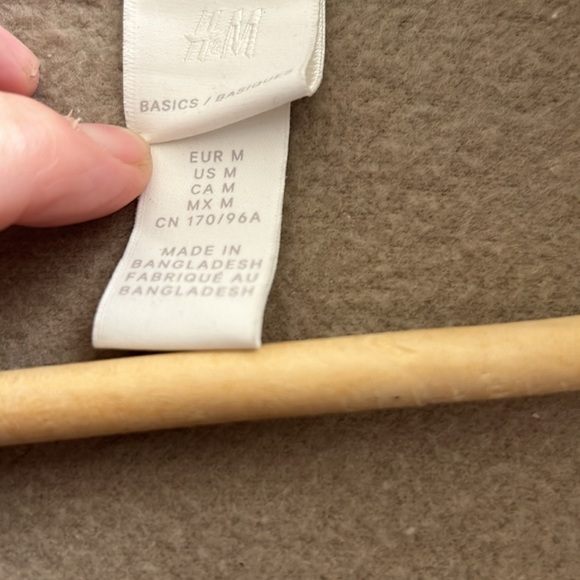 H&M
BASICS / BASIQUES
EUR M
US M
CA M
MX M
CN 170/96A
MADE IN
BANGLADESH
FABRIQUÉ AU
BANGLADESH